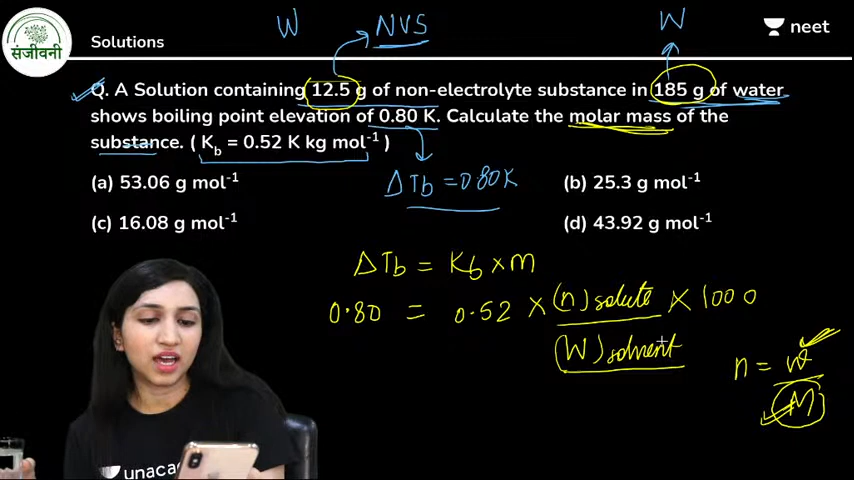 W
NVS
W
संजीवनी
Solutions
neet
Q. A Solution containing 12.5 g of non-electrolyte substance in 185 g of water
shows boiling point elevation of 0.80 K. Calculate the molar mass of the
substance. ( Kb = 0.52 K kg mol-1 )
(a) 53.06 g mol-1
ΔTb = 0.80K
(b) 25.3 g mol-1
(c) 16.08 g mol-1
(d) 43.92 g mol-1
ΔTb = Kb × m
0.80 = 0.52 × (n) solute × 1000
(W) solvent
n = w
M
unaca